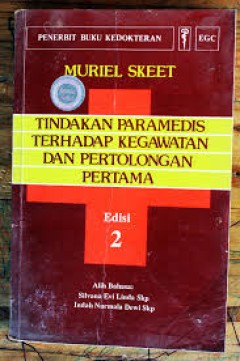 PENERBIT BUKU KEDOKTERAN
EGC
MURIEL SKEET
TINDAKAN PARAMEDIS
TERHADAP KEGAWATAN
DAN PERTOLONGAN
PERTAMA
Edisi
2
Alih Bahasa:
Silvana Evi Linda Skp
Indah Nurmala Dewi Skp